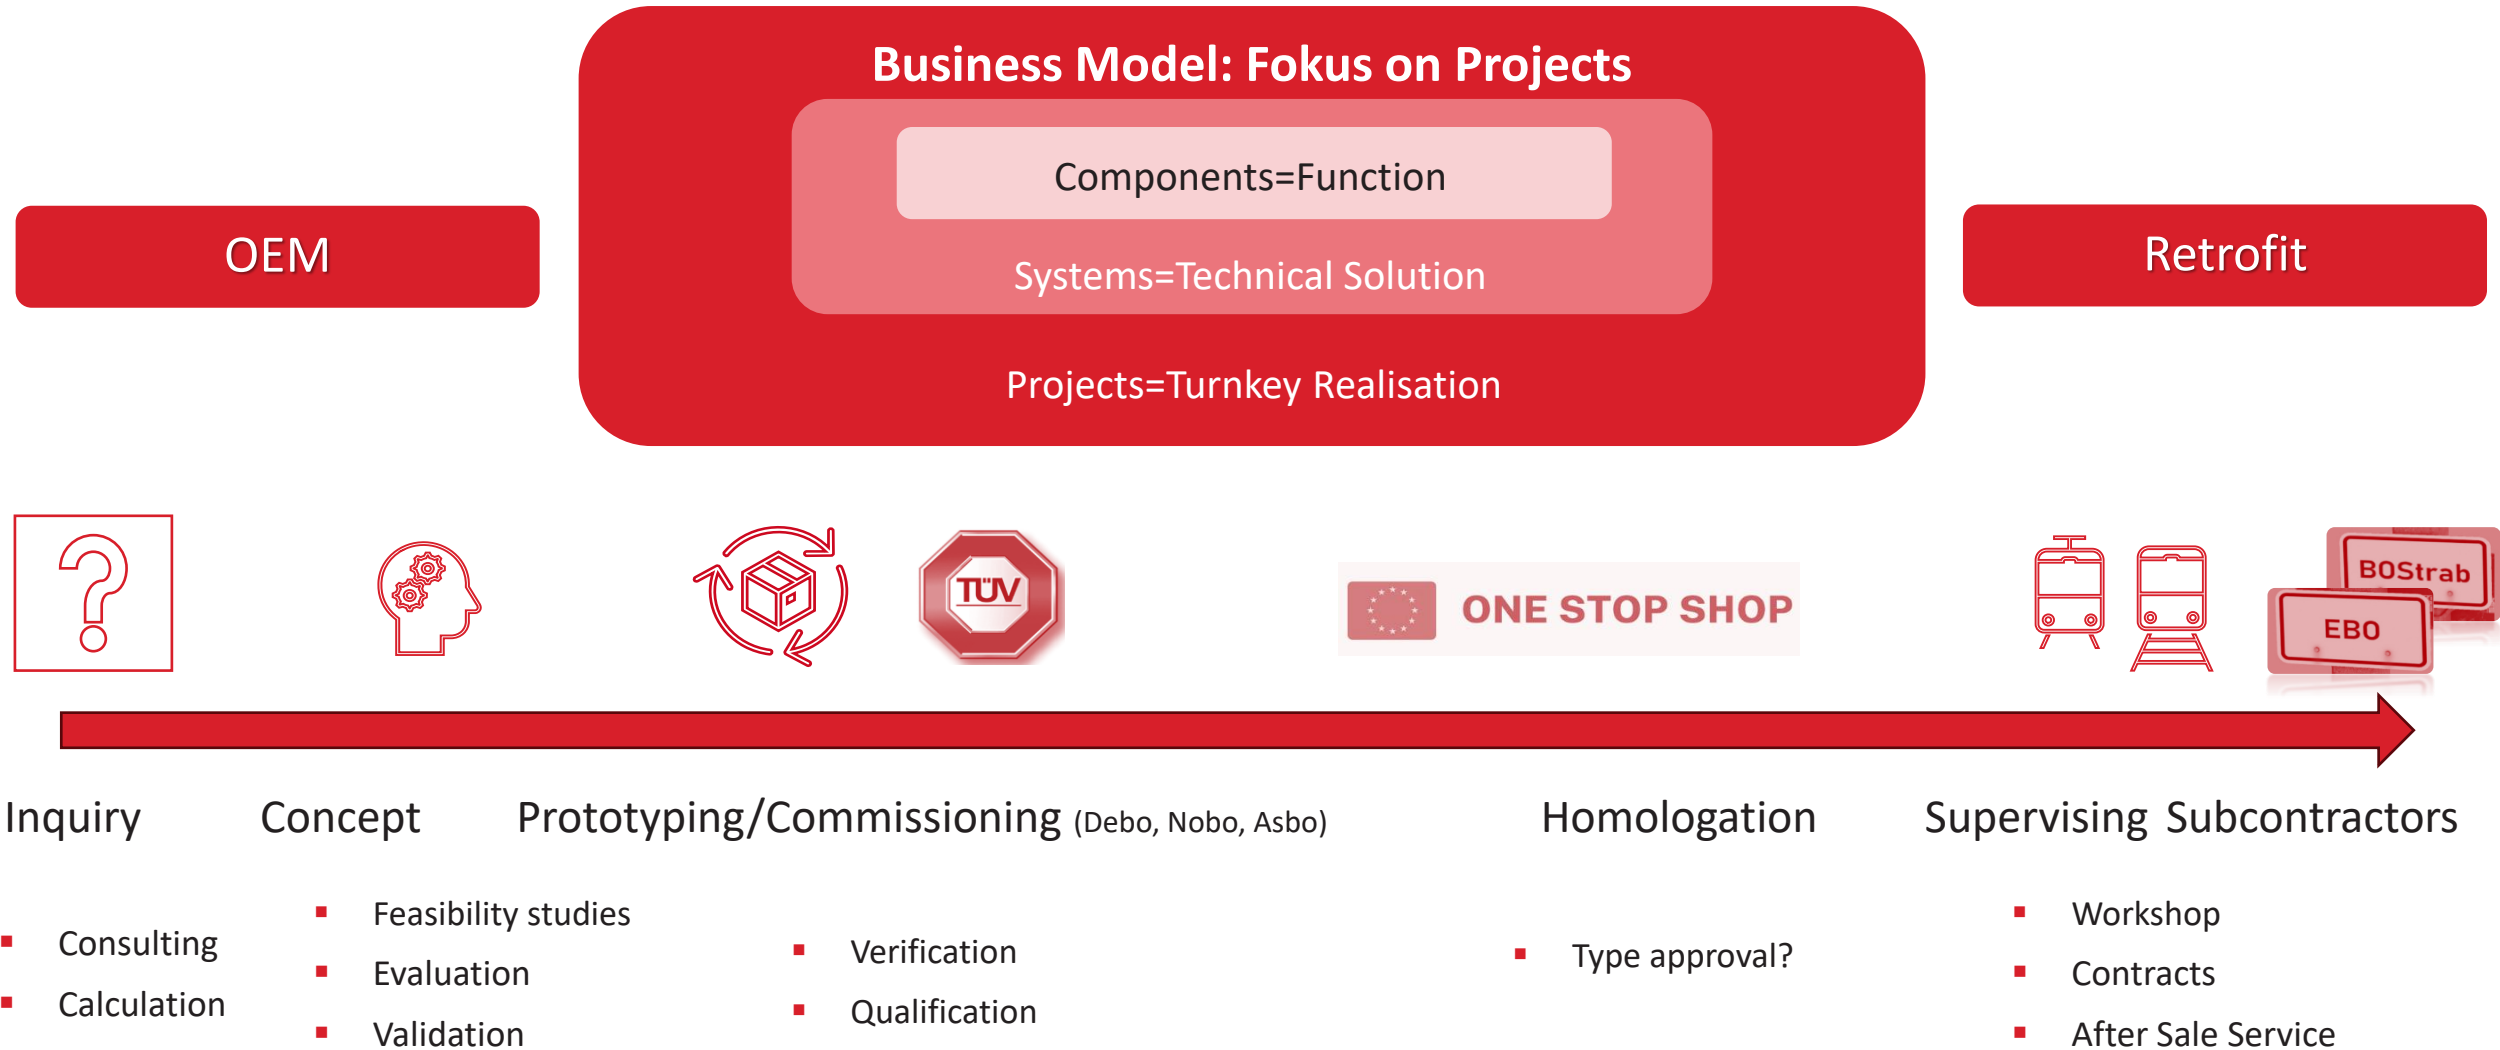 Business Model: Fokus on Projects
Components=Function
OEM
Systems=Technical Solution
Retrofit
Projects=Turnkey Realisation
?
TÜV
ONE STOP SHOP
BOStrab
EBO
Inquiry
Concept
Prototyping/Commissioning (Debo, Nobo, Asbo)
Homologation
Supervising Subcontractors
Consulting
Calculation
Feasibility studies
Evaluation
Validation
Verification
Qualification
Type approval?
Workshop
Contracts
After Sale Service